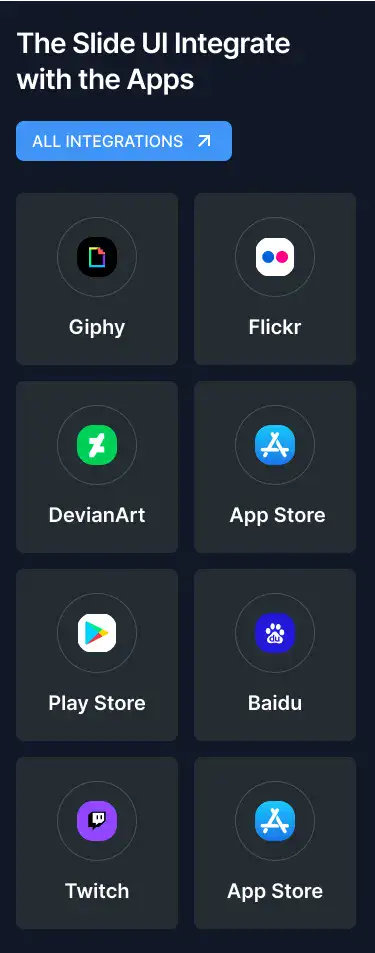 The Slide UI Integrate
with the Apps
ALL INTEGRATIONS
Giphy
Flickr
DevianArt
App Store
Play Store
du
Baidu
Twitch
App Store